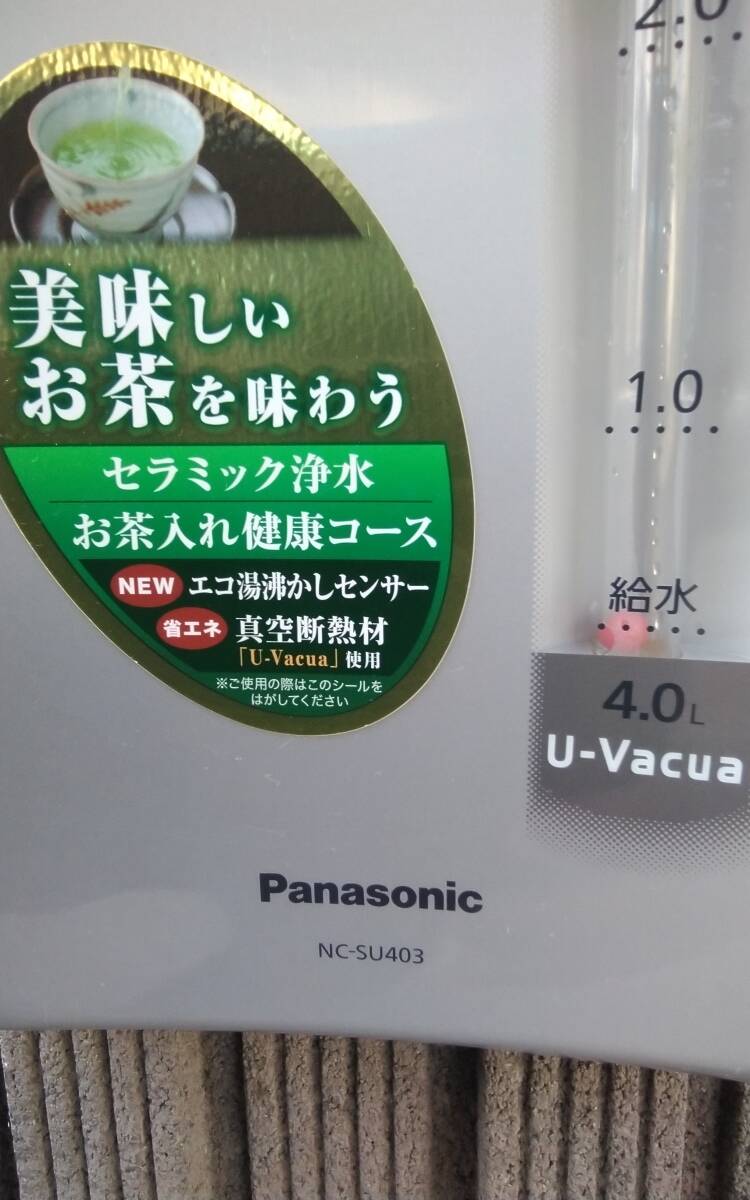 2.0
美味しい
お茶を味わう
1.0
セラミック浄水
お茶入れ健康コース
NEW エコ湯沸かしセンサー
給水
省エネ 真空断熱材
「U-Vacua」使用
※ご使用の際はこのシールを
はがしてください
4.0L
U-Vacua
Panasonic
NC-SU403